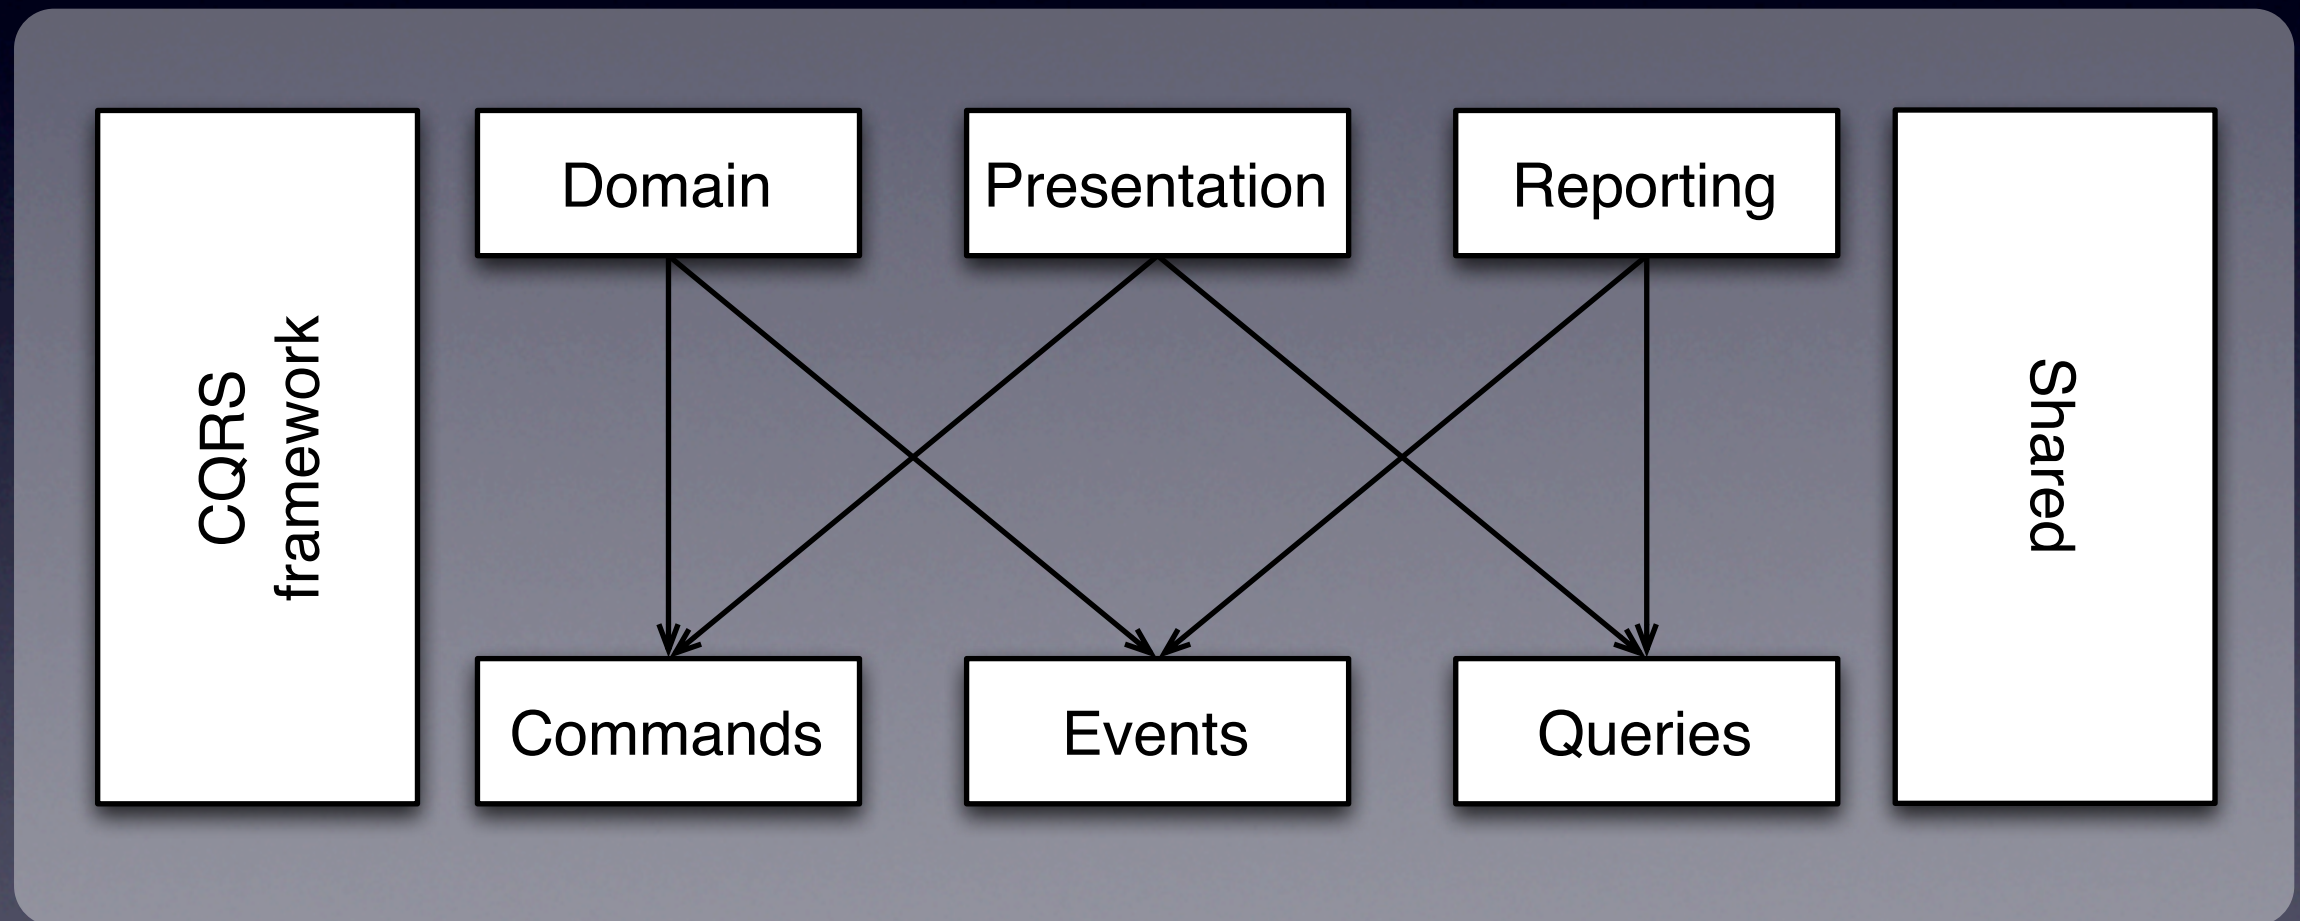 CQRS
framework
Domain
Presentation
Reporting
Commands
Events
Queries
Shared